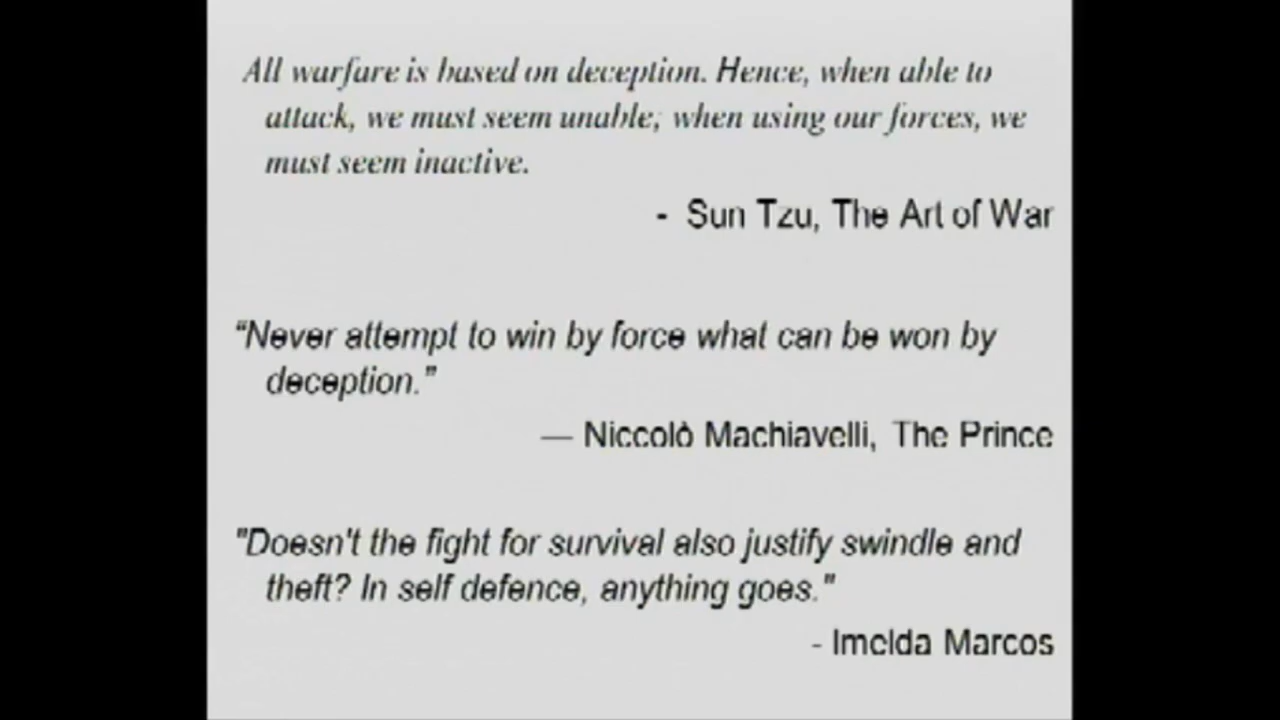 All warfare is based on deception. Hence, when able to
attack, we must seem unable; when using our forces, we
must seem inactive.
- Sun Tzu, The Art of War
“Never attempt to win by force what can be won by
deception.”
— Niccolò Machiavelli, The Prince
"Doesn't the fight for survival also justify swindle and
theft? In self defence, anything goes."
- Imelda Marcos